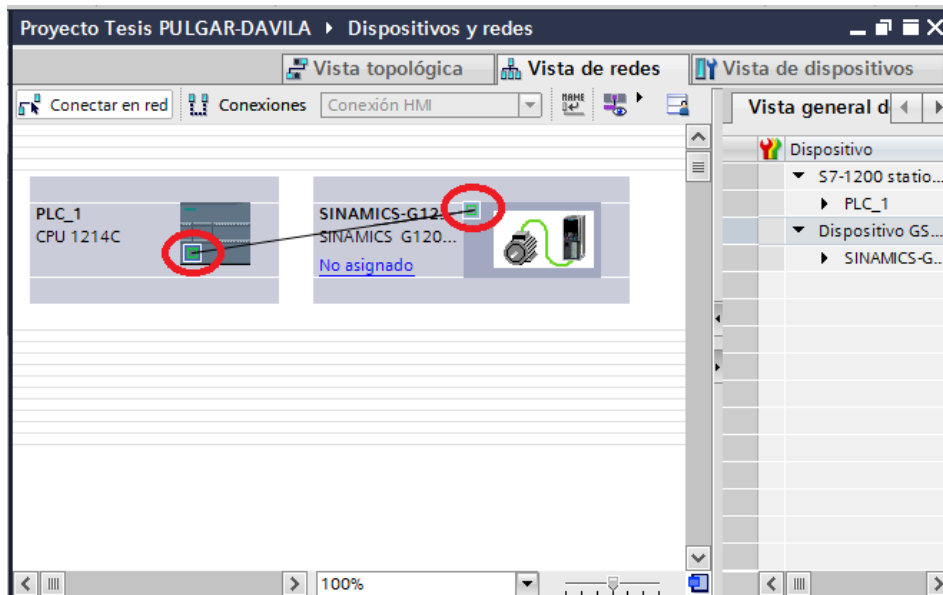 Proyecto Tesis PULGAR-DAVILA ▸ Dispositivos y redes
Vista topológica
Vista de redes
Vista de dispositivos
Conectar en red
Conexiones
Conexión HMI
NAME
Vista general d
Dispositivo
S7-1200 statio...
PLC_1
Dispositivo GS...
SINAMICS-G...
PLC_1
CPU 1214C
SINAMICS-G12...
SINAMICS G120...
No asignado
100%